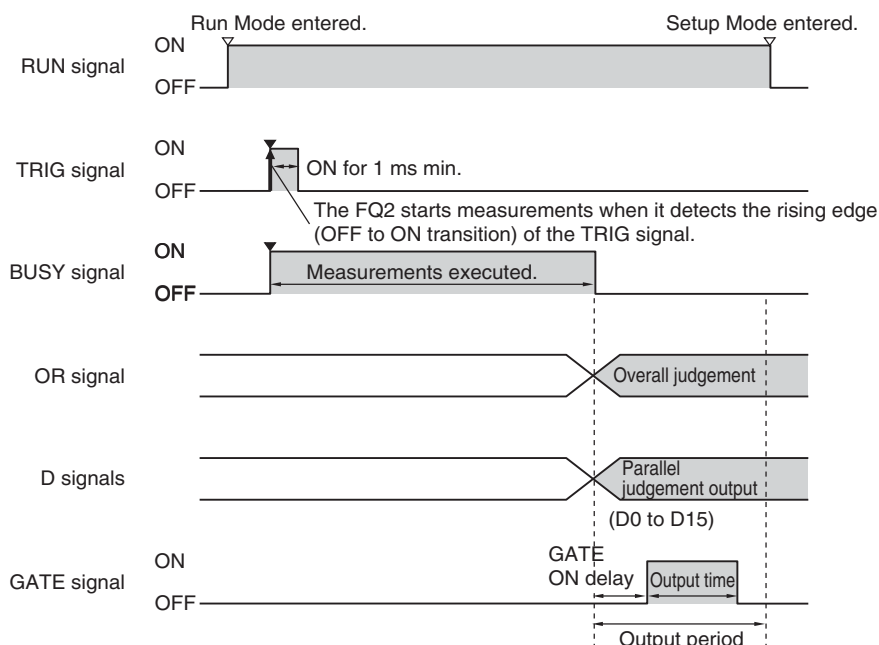 Run Mode entered.
Setup Mode entered.
RUN signal
ON
OFF
TRIG signal
ON
OFF
ON for 1 ms min.
The FQ2 starts measurements when it detects the rising edge
(OFF to ON transition) of the TRIG signal.
BUSY signal
ON
OFF
Measurements executed.
OR signal
Overall judgement
D signals
Parallel
judgement output
(D0 to D15)
GATE signal
ON
OFF
GATE
ON delay
Output time
Output period